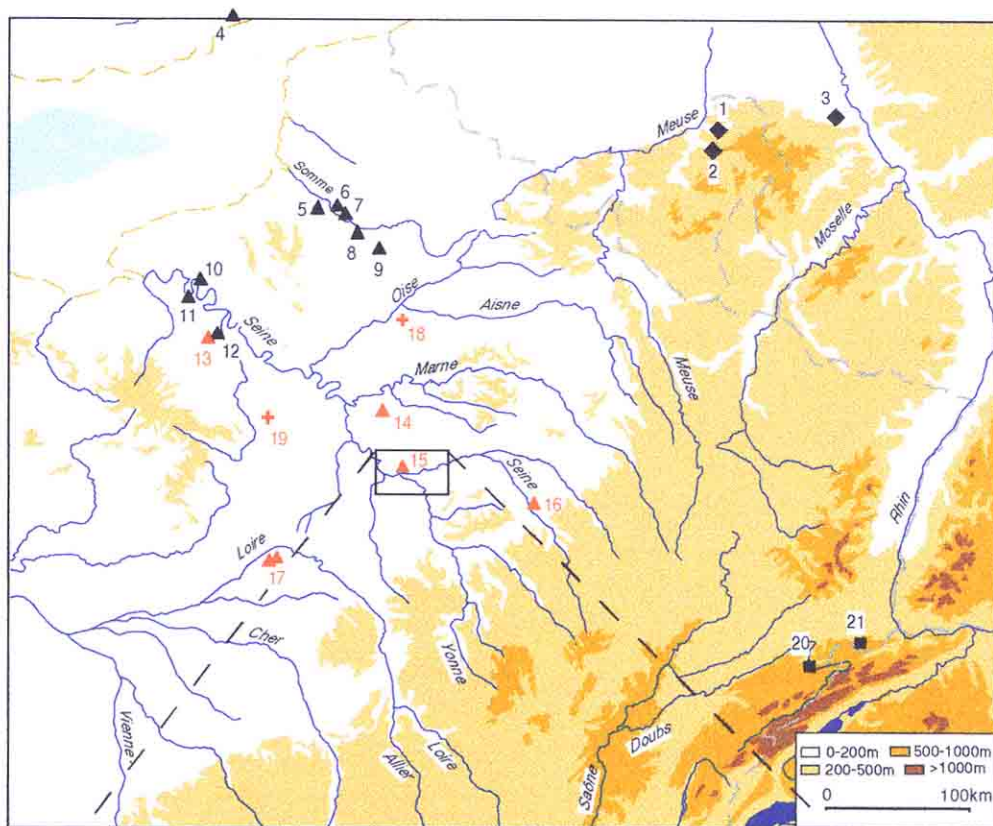 4
1
3
Meuse
2
Somme
6
5
7
Moselle
8
9
10
Oise
11
Aisne
Seine
12
13
18
Marne
Meuse
14
19
15
Seine
Rhin
16
Loire
17
Cher
Yonne
21
20
Vienne
Doubs
Loire
Allier
Saône
0-200m
500-1000m
200-500m
>1000m
0
100km